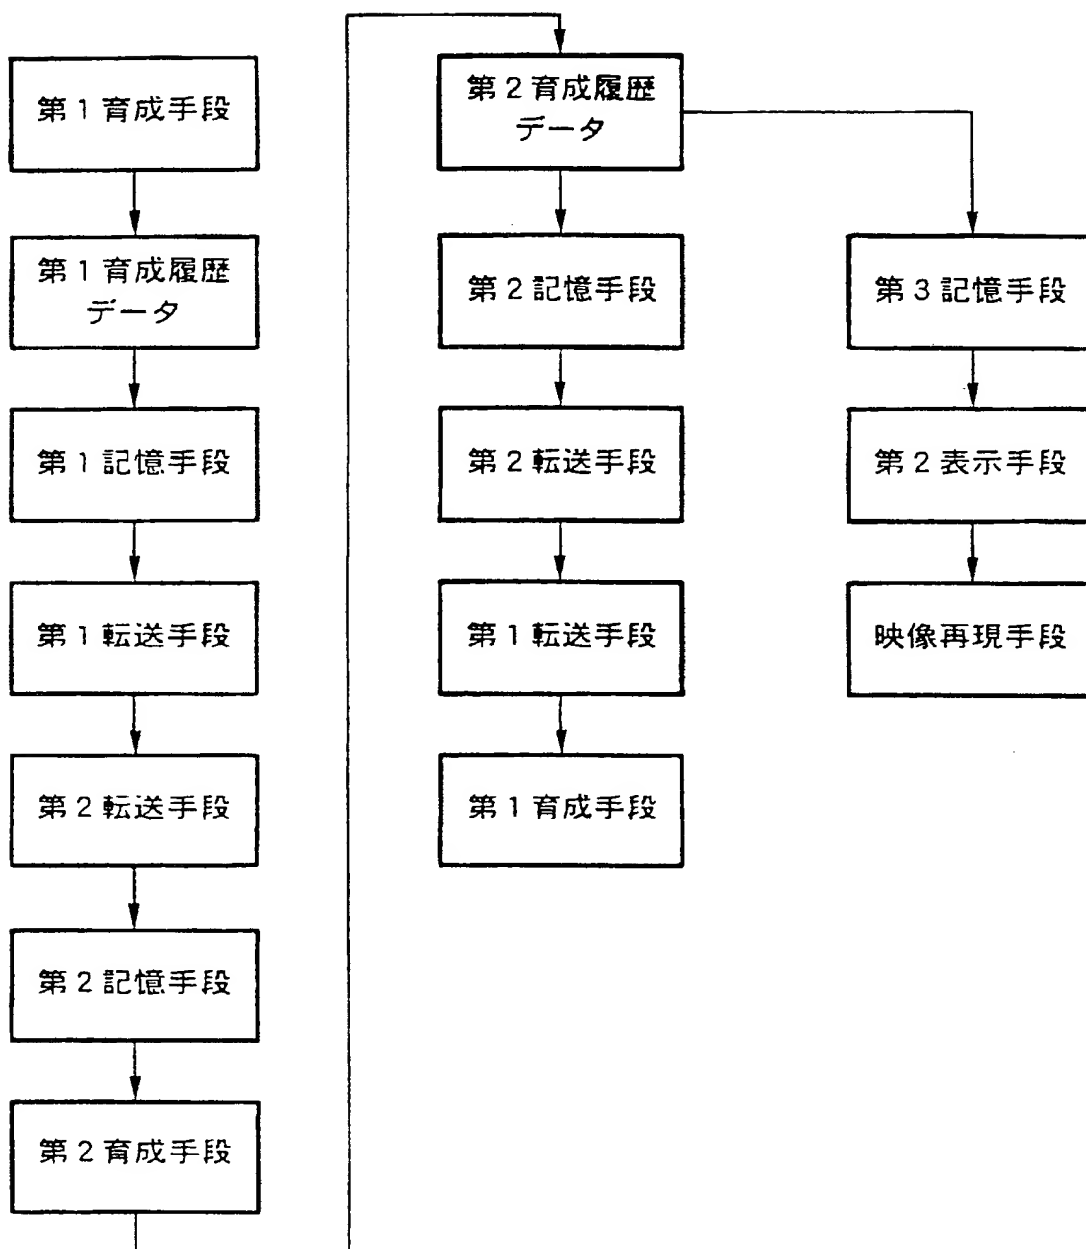 第1育成手段
第1育成履歴
データ
第1記憶手段
第1転送手段
第2転送手段
第2記憶手段
第2育成手段
第2育成履歴
データ
第2記憶手段
第2転送手段
第1転送手段
第1育成手段
第3記憶手段
第2表示手段
映像再現手段